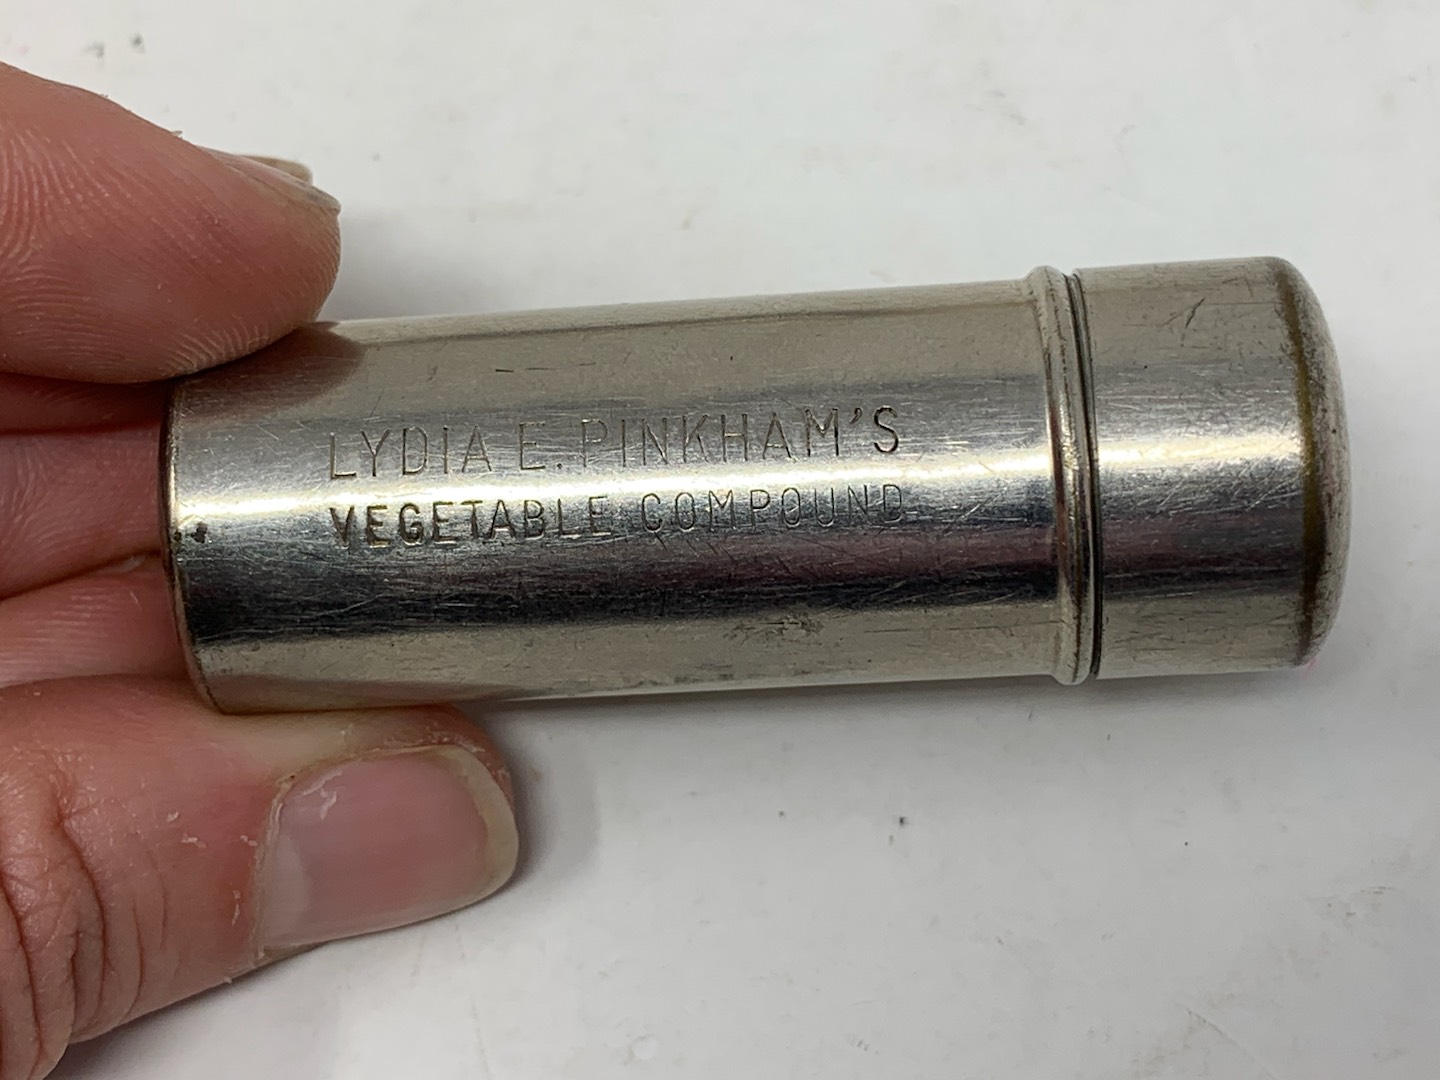 LYDIA E. PINKHAM'S
VEGETABLE COMPOUND